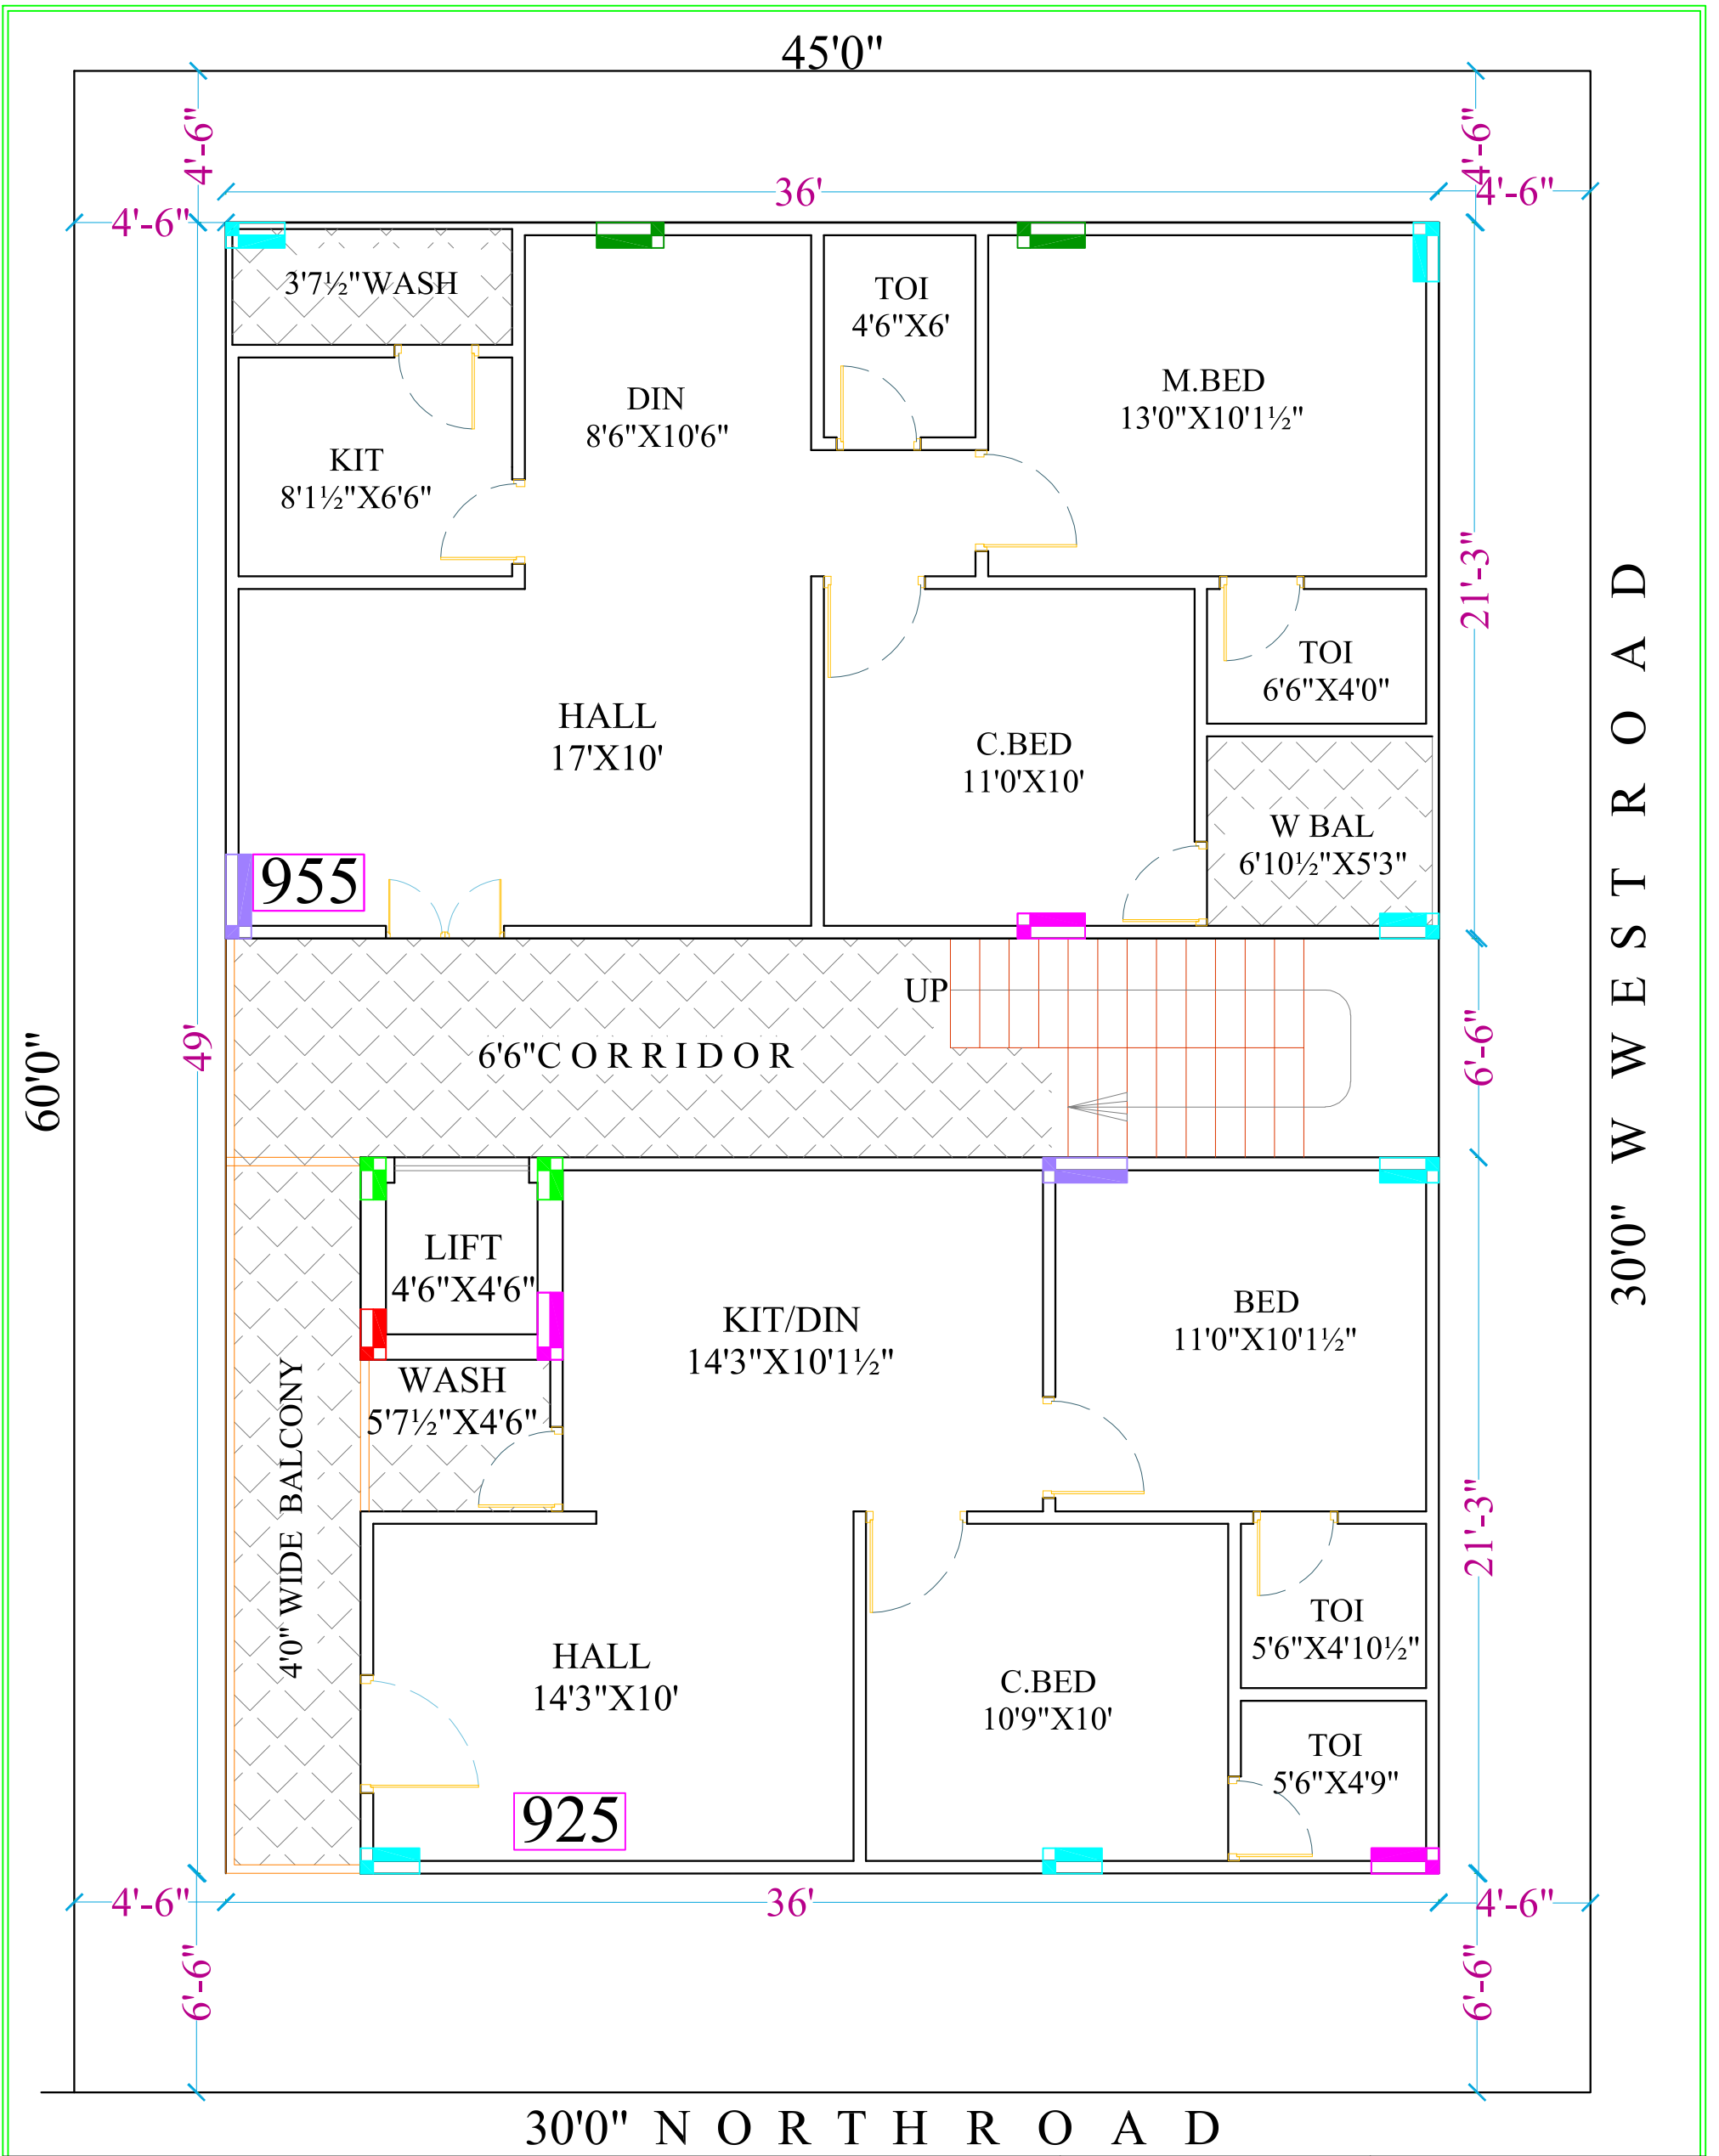 45'0"
4'-6"
4'-6"
36'
4'-6"
4'-6"
3'7½"WASH
TOI
4'6"X6'
M.BED
13'0"X10'1½"
DIN
8'6"X10'6"
KIT
8'1½"X6'6"
21'-3"
TOI
6'6"X4'0"
HALL
17'X10'
C.BED
11'0'X10'
W BAL
6'10½"X5'3"
955
UP
6'6"C O R R I D O R
49'
6'-6"
60'0"
30'0" W W E S T R O A D
LIFT
4'6"X4'6"
KIT/DIN
14'3"X10'1½"
BED
11'0"X10'1½"
WASH
5'7½"X4'6"
4'0" WIDE BALCONY
21'-3"
TOI
5'6"X4'10½"
HALL
14'3"X10'
C.BED
10'9"X10'
TOI
5'6"X4'9"
925
4'-6"
36'
4'-6"
6'-6"
6'-6"
30'0" N O R T H R O A D